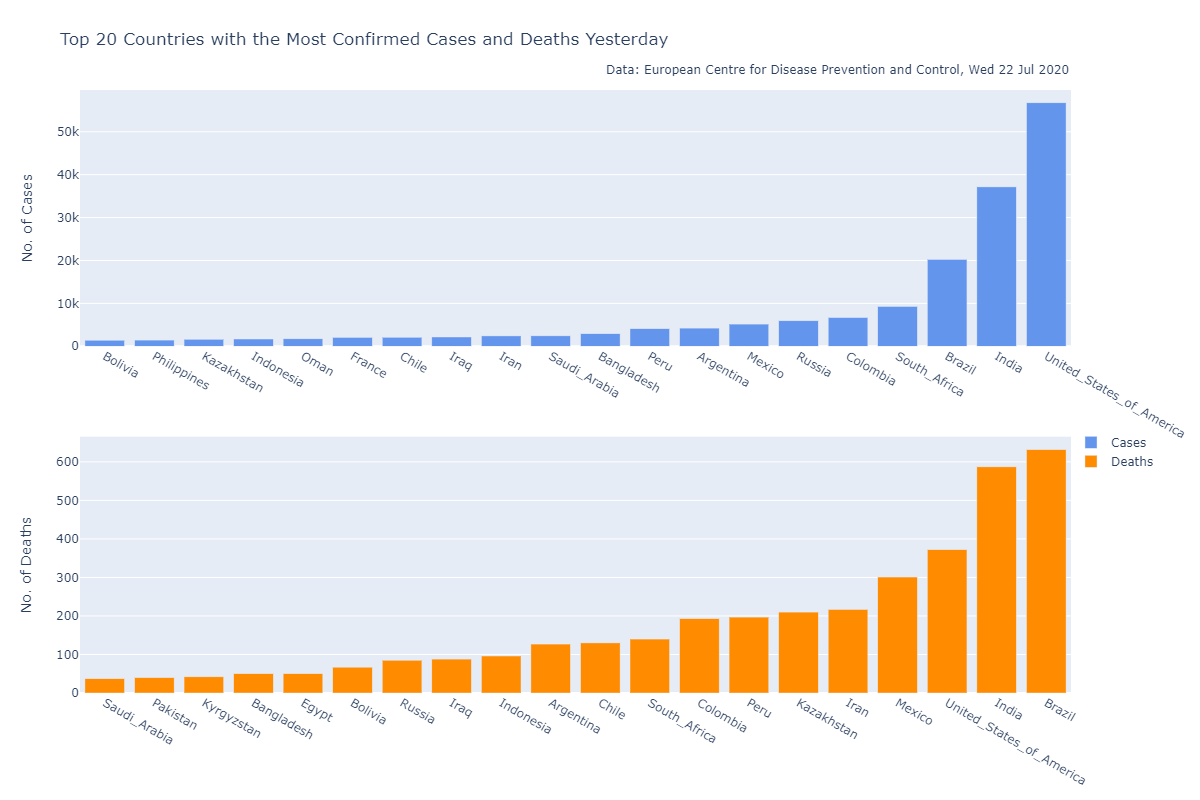 Top 20 Countries with the Most Confirmed Cases and Deaths Yesterday
Data: European Centre for Disease Prevention and Control, Wed 22 Jul 2020
No. of Cases
50k
40k
30k
20k
10k
0
Bolivia
Philippines
Kazakhstan
Indonesia
Oman
France
Chile
Iraq
Iran
Saudi_Arabia
Bangladesh
Peru
Argentina
Mexico
Russia
Colombia
South_Africa
Brazil
India
United_States_of_America
Cases
Deaths
No. of Deaths
600
500
400
300
200
100
0
Saudi_Arabia
Pakistan
Kyrgyzstan
Bangladesh
Egypt
Bolivia
Russia
Iraq
Indonesia
Argentina
Chile
South_Africa
Colombia
Peru
Kazakhstan
Iran
Mexico
United_States_of_America
India
Brazil